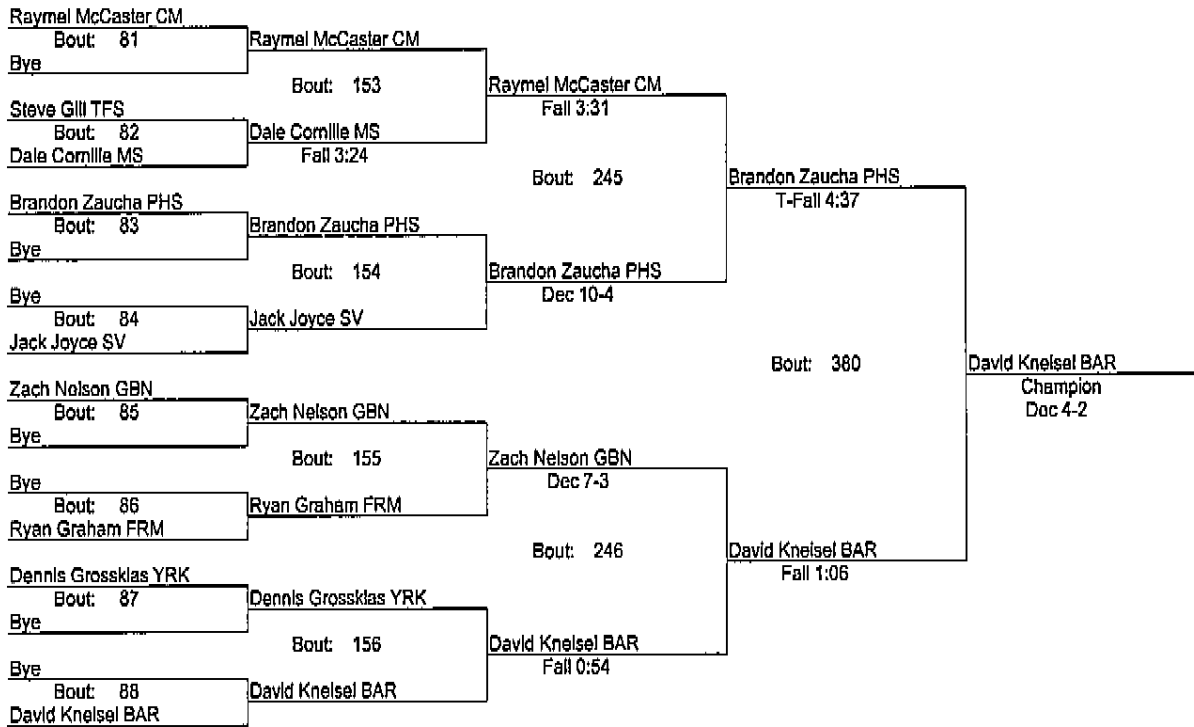 Raymel McCaster CM
Bout: 81
Bye
Raymel McCaster CM
Bout: 153
Steve Gill TFS
Bout: 82
Dale Cornille MS
Dale Cornille MS
Fall 3:24
Raymel McCaster CM
Fall 3:31
Bout: 245
Brandon Zaucha PHS
Bout: 83
Bye
Brandon Zaucha PHS
Bout: 154
Bye
Bout: 84
Jack Joyce SV
Jack Joyce SV
Brandon Zaucha PHS
Dec 10-4
Brandon Zaucha PHS
T-Fall 4:37
Bout: 380
David Kneisel BAR
Champion
Dec 4-2
Zach Nelson GBN
Bout: 85
Bye
Zach Nelson GBN
Bout: 155
Bye
Bout: 86
Ryan Graham FRM
Ryan Graham FRM
Zach Nelson GBN
Dec 7-3
Bout: 246
David Kneisel BAR
Fall 1:06
Dennis Grossklas YRK
Bout: 87
Bye
Dennis Grossklas YRK
Bout: 156
Bye
Bout: 88
David Kneisel BAR
David Kneisel BAR
David Kneisel BAR
Fall 0:54